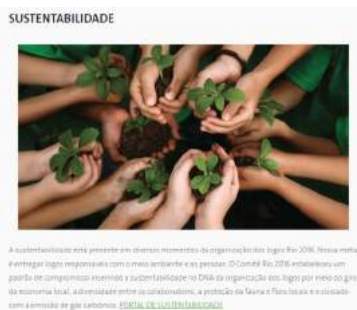 SUSTENTABILIDADE
A sustentabilidade está presente em diversos momentos da organização dos Jogos Rio 2016. Nossa meta
é entregar Jogos responsáveis com o meio ambiente e as pessoas. O Comitê Rio 2016 estabeleceu um
padrão de compromisso inserindo a sustentabilidade no DNA da organização dos Jogos por meio do giro
da economia local, a diversidade entre os colaboradores, a proteção da fauna e flora locais e o cuidado
com a emissão de gás carbônico. PORTAL DE SUSTENTABILIDADE